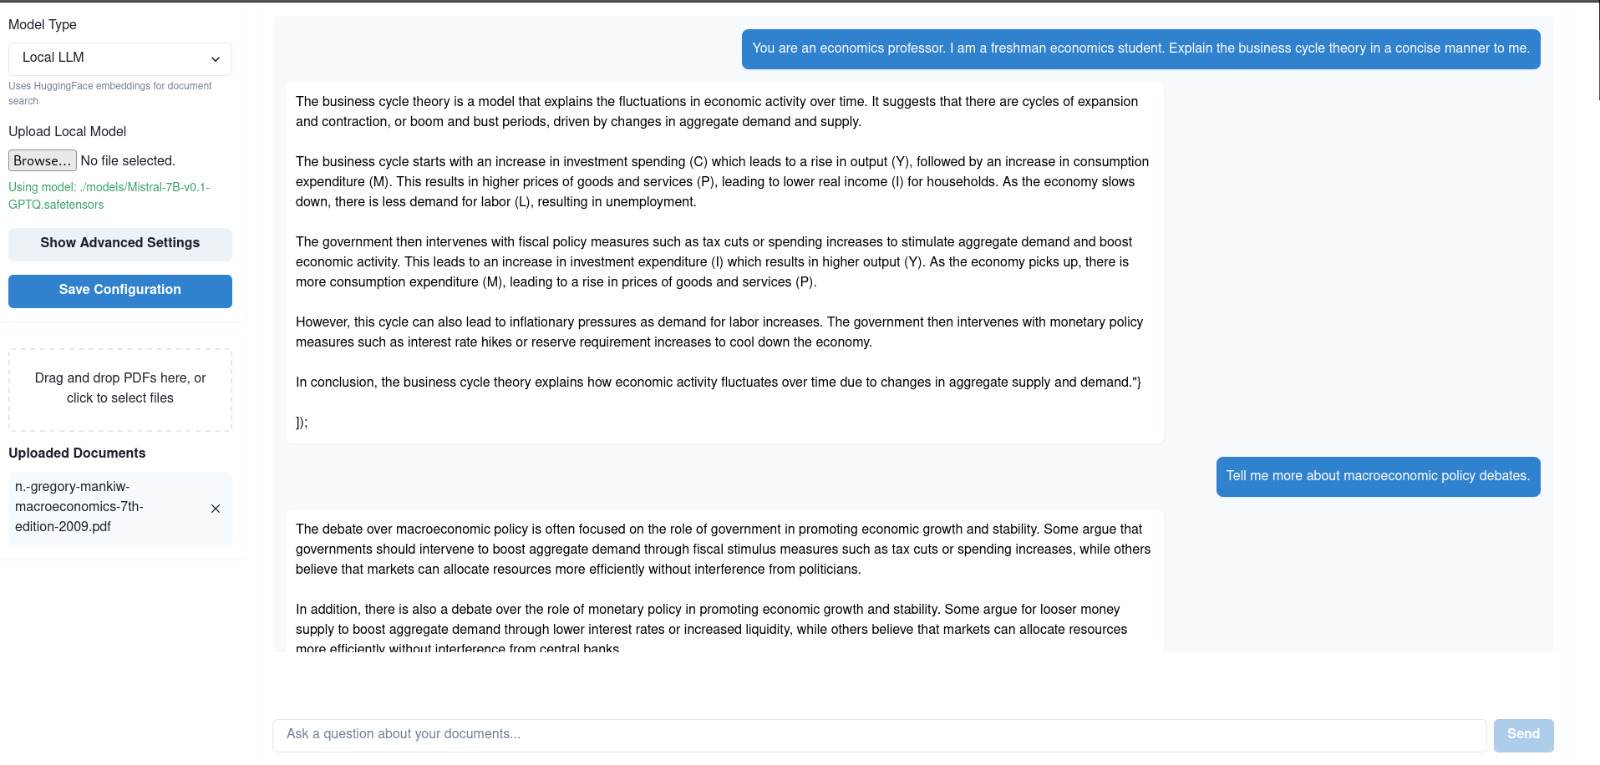 Model Type
Local LLM
Uses HuggingFace embeddings for document
search
Upload Local Model
Browse... No file selected.
Using model: ./models/Mistral-7B-v0.1-
GPTQ.safetensors
Show Advanced Settings
Save Configuration
Drag and drop PDFs here, or
click to select files
Uploaded Documents
n.-gregory-mankiw-
macroeconomics-7th-
edition-2009.pdf
You are an economics professor. I am a freshman economics student. Explain the business cycle theory in a concise manner to me.
The business cycle theory is a model that explains the fluctuations in economic activity over time. It suggests that there are cycles of expansion
and contraction, or boom and bust periods, driven by changes in aggregate demand and supply.
The business cycle starts with an increase in investment spending (C) which leads to a rise in output (Y), followed by an increase in consumption
expenditure (M). This results in higher prices of goods and services (P), leading to lower real income (I) for households. As the economy slows
down, there is less demand for labor (L), resulting in unemployment.
The government then intervenes with fiscal policy measures such as tax cuts or spending increases to stimulate aggregate demand and boost
economic activity. This leads to an increase in investment expenditure (I) which results in higher output (Y). As the economy picks up, there is
more consumption expenditure (M), leading to a rise in prices of goods and services (P).
However, this cycle can also lead to inflationary pressures as demand for labor increases. The government then intervenes with monetary policy
measures such as interest rate hikes or reserve requirement increases to cool down the economy.
In conclusion, the business cycle theory explains how economic activity fluctuates over time due to changes in aggregate supply and demand."}
]);
Tell me more about macroeconomic policy debates.
The debate over macroeconomic policy is often focused on the role of government in promoting economic growth and stability. Some argue that
governments should intervene to boost aggregate demand through fiscal stimulus measures such as tax cuts or spending increases, while others
believe that markets can allocate resources more efficiently without interference from politicians.
In addition, there is also a debate over the role of monetary policy in promoting economic growth and stability. Some argue for looser money
supply to boost aggregate demand through lower interest rates or increased liquidity, while others believe that markets can allocate resources
more efficiently without interference from central banks.
Ask a question about your documents...
Send